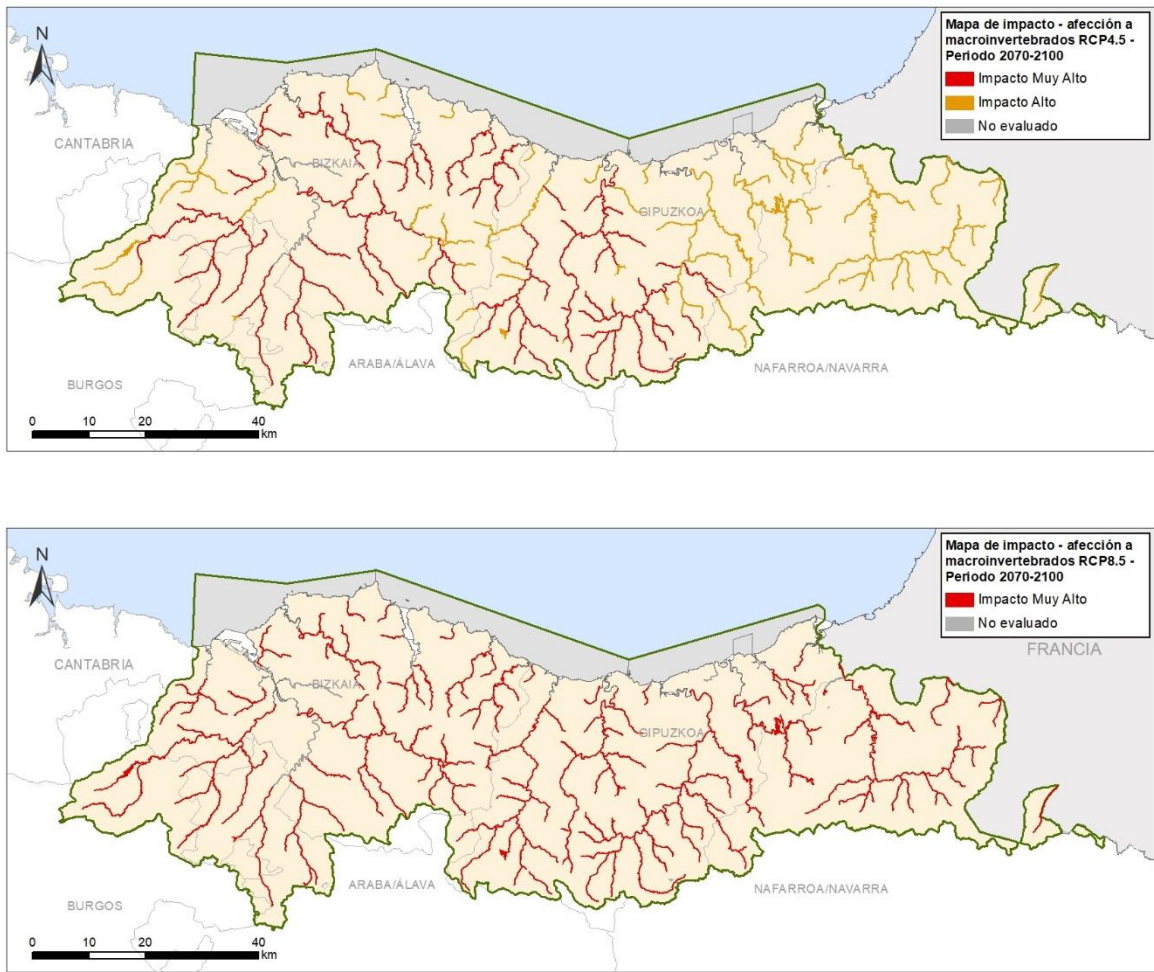 Mapa de impacto - afección a
macroinvertebrados RCP4.5 -
Periodo 2070-2100
Impacto Muy Alto
Impacto Alto
No evaluado
N
CANTABRIA
BIZKAIA
GIPUZKOA
ARABA/ÁLAVA
NAFARROA/NAVARRA
BURGOS
0 10 20 40
km
Mapa de impacto - afección a
macroinvertebrados RCP8.5 -
Periodo 2070-2100
Impacto Muy Alto
No evaluado
N
FRANCIA
CANTABRIA
BIZKAIA
GIPUZKOA
ARABA/ÁLAVA
NAFARROA/NAVARRA
BURGOS
0 10 20 40
km